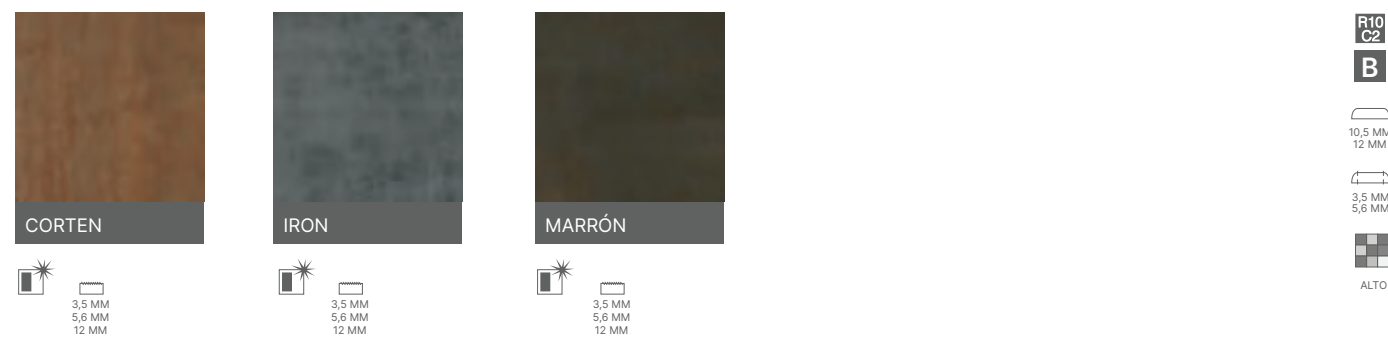 CORTEN
3,5 MM
5,6 MM
12 MM
IRON
3,5 MM
5,6 MM
12 MM
MARRÓN
3,5 MM
5,6 MM
12 MM
R10
C2
B
10,5 MM
12 MM
3,5 MM
5,6 MM
ALTO